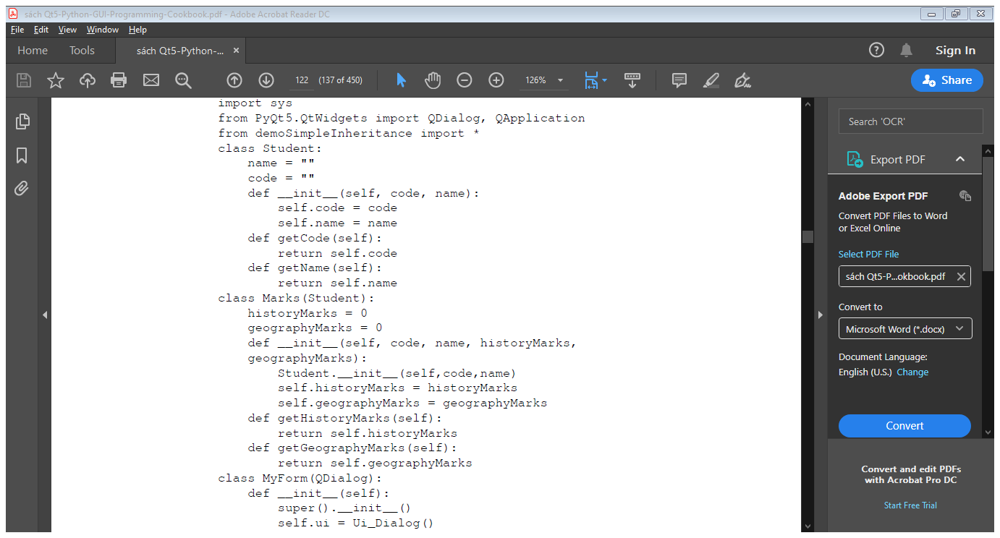 sách Qt5-Python-GUI-Programming-Cookbook.pdf - Adobe Acrobat Reader DC
File Edit View Window Help
Home Tools sách Qt5-Python-... × Sign In
122 (137 of 450) 126% Share
import sys
from PyQt5.QtWidgets import QDialog, QApplication
from demoSimpleInheritance import *
class Student:
    name = ""
    code = ""
    def __init__(self, code, name):
        self.code = code
        self.name = name
    def getCode(self):
        return self.code
    def getName(self):
        return self.name
class Marks(Student):
    historyMarks = 0
    geographyMarks = 0
    def __init__(self, code, name, historyMarks,
    geographyMarks):
        Student.__init__(self,code,name)
        self.historyMarks = historyMarks
        self.geographyMarks = geographyMarks
    def getHistoryMarks(self):
        return self.historyMarks
    def getGeographyMarks(self):
        return self.geographyMarks
class MyForm(QDialog):
    def __init__(self):
        super().__init__()
        self.ui = Ui_Dialog()
Search 'OCR'
Export PDF
Adobe Export PDF
Convert PDF Files to Word
or Excel Online
Select PDF File
sách Qt5-P...okbook.pdf
Convert to
Microsoft Word (*.docx)
Document Language:
English (U.S.) Change
Convert
Convert and edit PDFs
with Acrobat Pro DC
Start Free Trial